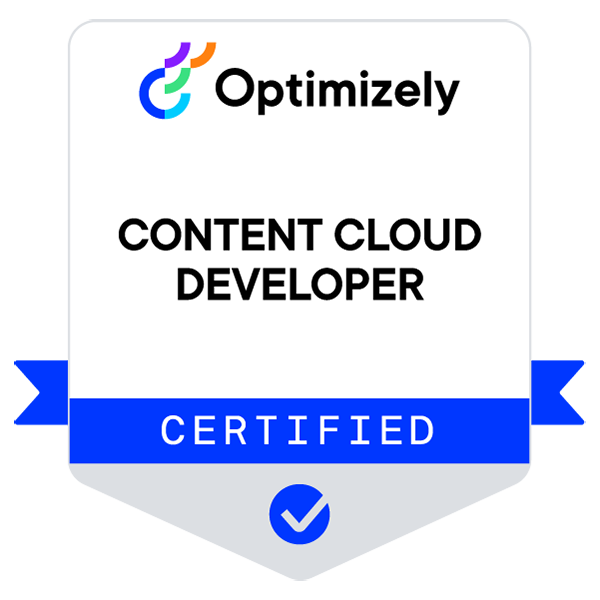 Optimizely
CONTENT CLOUD
DEVELOPER
CERTIFIED